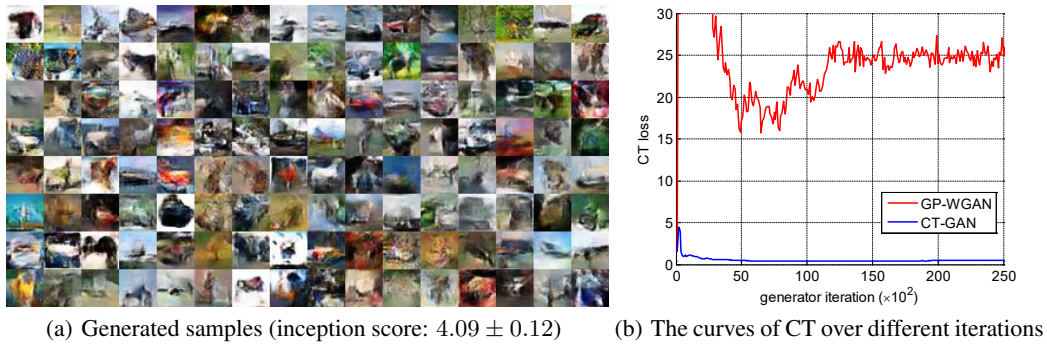 30
25
20
15
10
5
0
0 50 100 150 200 250
CT loss
GP-WGAN
CT-GAN
generator iteration (×10²)
(a) Generated samples (inception score: 4.09 ± 0.12)
(b) The curves of CT over different iterations